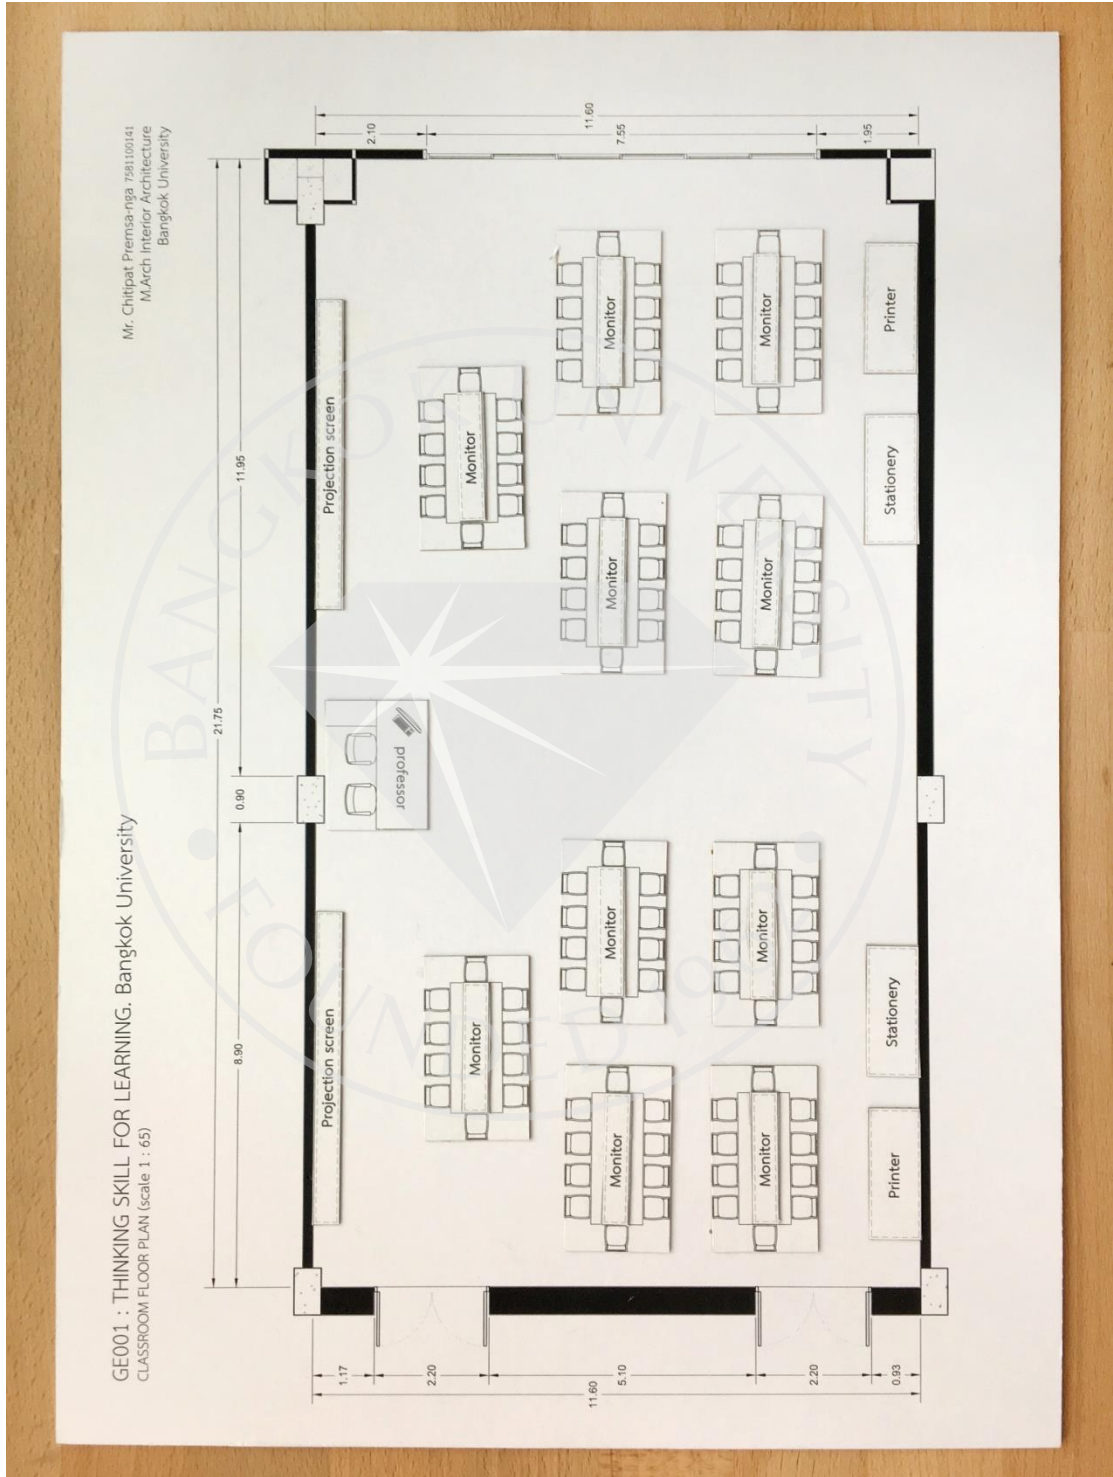 GE001 : THINKING SKILL FOR LEARNING. Bangkok University
CLASSROOM FLOOR PLAN (scale 1 : 65)
Mr. Chitipat Premsa-nga 7581100141
M.Arch Interior Architecture
Bangkok University
21.75
8.90
0.90
11.95
11.60
1.17
2.20
5.10
2.20
0.93
Projection screen
Projection screen
professor
Monitor
Monitor
Monitor
Monitor
Monitor
Monitor
Monitor
Monitor
Monitor
Monitor
Printer
Stationery
Stationery
Printer
2.10
7.55
1.95
11.60
BANGKOK UNIVERSITY
FOUNDED